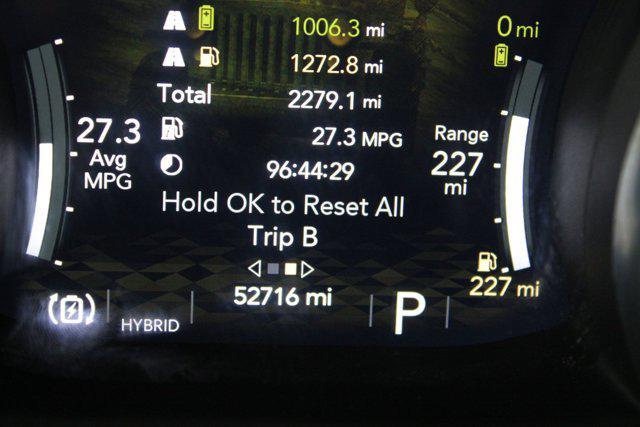 1006.3 mi
0 mi
1272.8 mi
Total 2279.1 mi
27.3 Avg MPG
27.3 MPG
Range 227 mi
96:44:29
Hold OK to Reset All
Trip B
227 mi
52716 mi
HYBRID
P